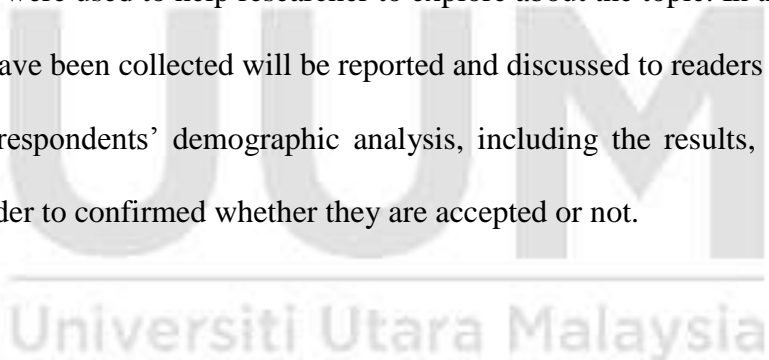 were used to help researcher to explore about the topic. In a
ave been collected will be reported and discussed to readers
respondents’ demographic analysis, including the results,
der to confirmed whether they are accepted or not.
UUM
Universiti Utara Malaysia